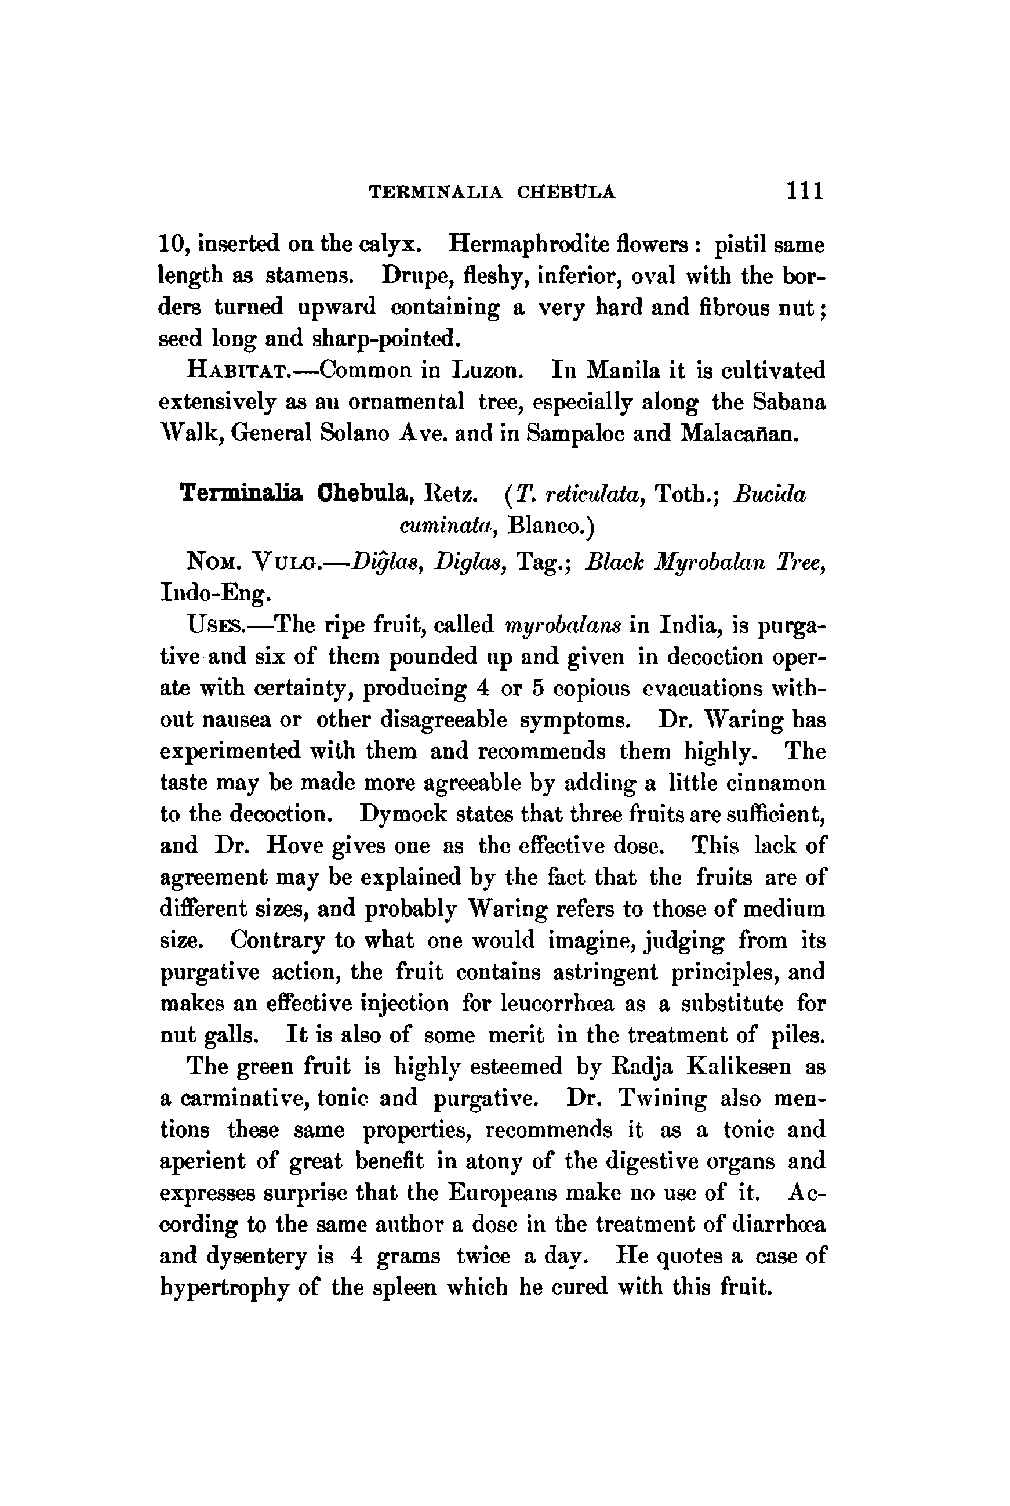 TERMINALIA CHEBULA 111
10, inserted on the calyx. Hermaphrodite flowers : pistil same
length as stamens. Drupe, fleshy, inferior, oval with the bor-
ders turned upward containing a very hard and fibrous nut ;
seed long and sharp-pointed.
HABITAT.—Common in Luzon. In Manila it is cultivated
extensively as an ornamental tree, especially along the Sabana
Walk, General Solano Ave. and in Sampaloc and Malacañan.
Terminalia Chebula, Retz. (T. reticulata, Toth.; Bucida
cuminata, Blanco.)
NOM. VULG.—Diĝlas, Diglas, Tag.; Black Myrobalan Tree,
Indo-Eng.
USES.—The ripe fruit, called myrobalans in India, is purga-
tive and six of them pounded up and given in decoction oper-
ate with certainty, producing 4 or 5 copious evacuations with-
out nausea or other disagreeable symptoms. Dr. Waring has
experimented with them and recommends them highly. The
taste may be made more agreeable by adding a little cinnamon
to the decoction. Dymock states that three fruits are sufficient,
and Dr. Hove gives one as the effective dose. This lack of
agreement may be explained by the fact that the fruits are of
different sizes, and probably Waring refers to those of medium
size. Contrary to what one would imagine, judging from its
purgative action, the fruit contains astringent principles, and
makes an effective injection for leucorrhœa as a substitute for
nut galls. It is also of some merit in the treatment of piles.
The green fruit is highly esteemed by Radja Kalikesen as
a carminative, tonic and purgative. Dr. Twining also men-
tions these same properties, recommends it as a tonic and
aperient of great benefit in atony of the digestive organs and
expresses surprise that the Europeans make no use of it. Ac-
cording to the same author a dose in the treatment of diarrhœa
and dysentery is 4 grams twice a day. He quotes a case of
hypertrophy of the spleen which he cured with this fruit.